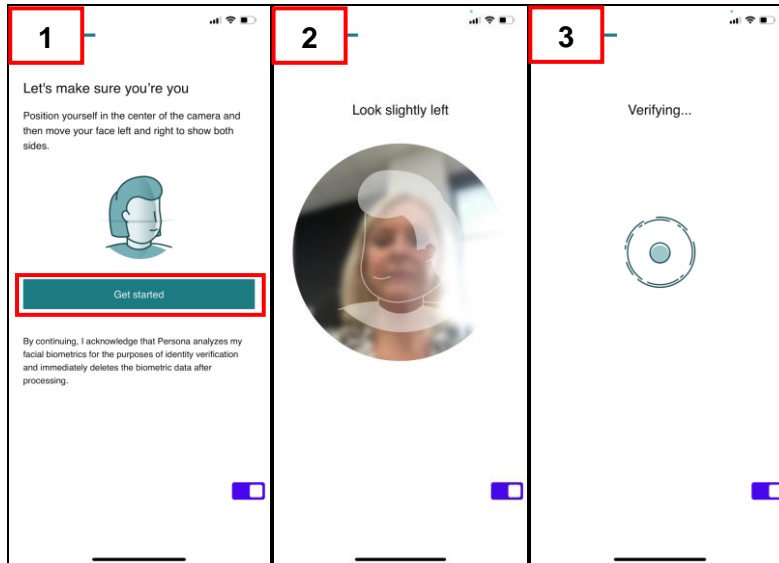 1
Let's make sure you're you
Position yourself in the center of the camera and
then move your face left and right to show both
sides.
Get started
By continuing, I acknowledge that Persona analyzes my
facial biometrics for the purposes of identity verification
and immediately deletes the biometric data after
processing.
2
Look slightly left
3
Verifying...